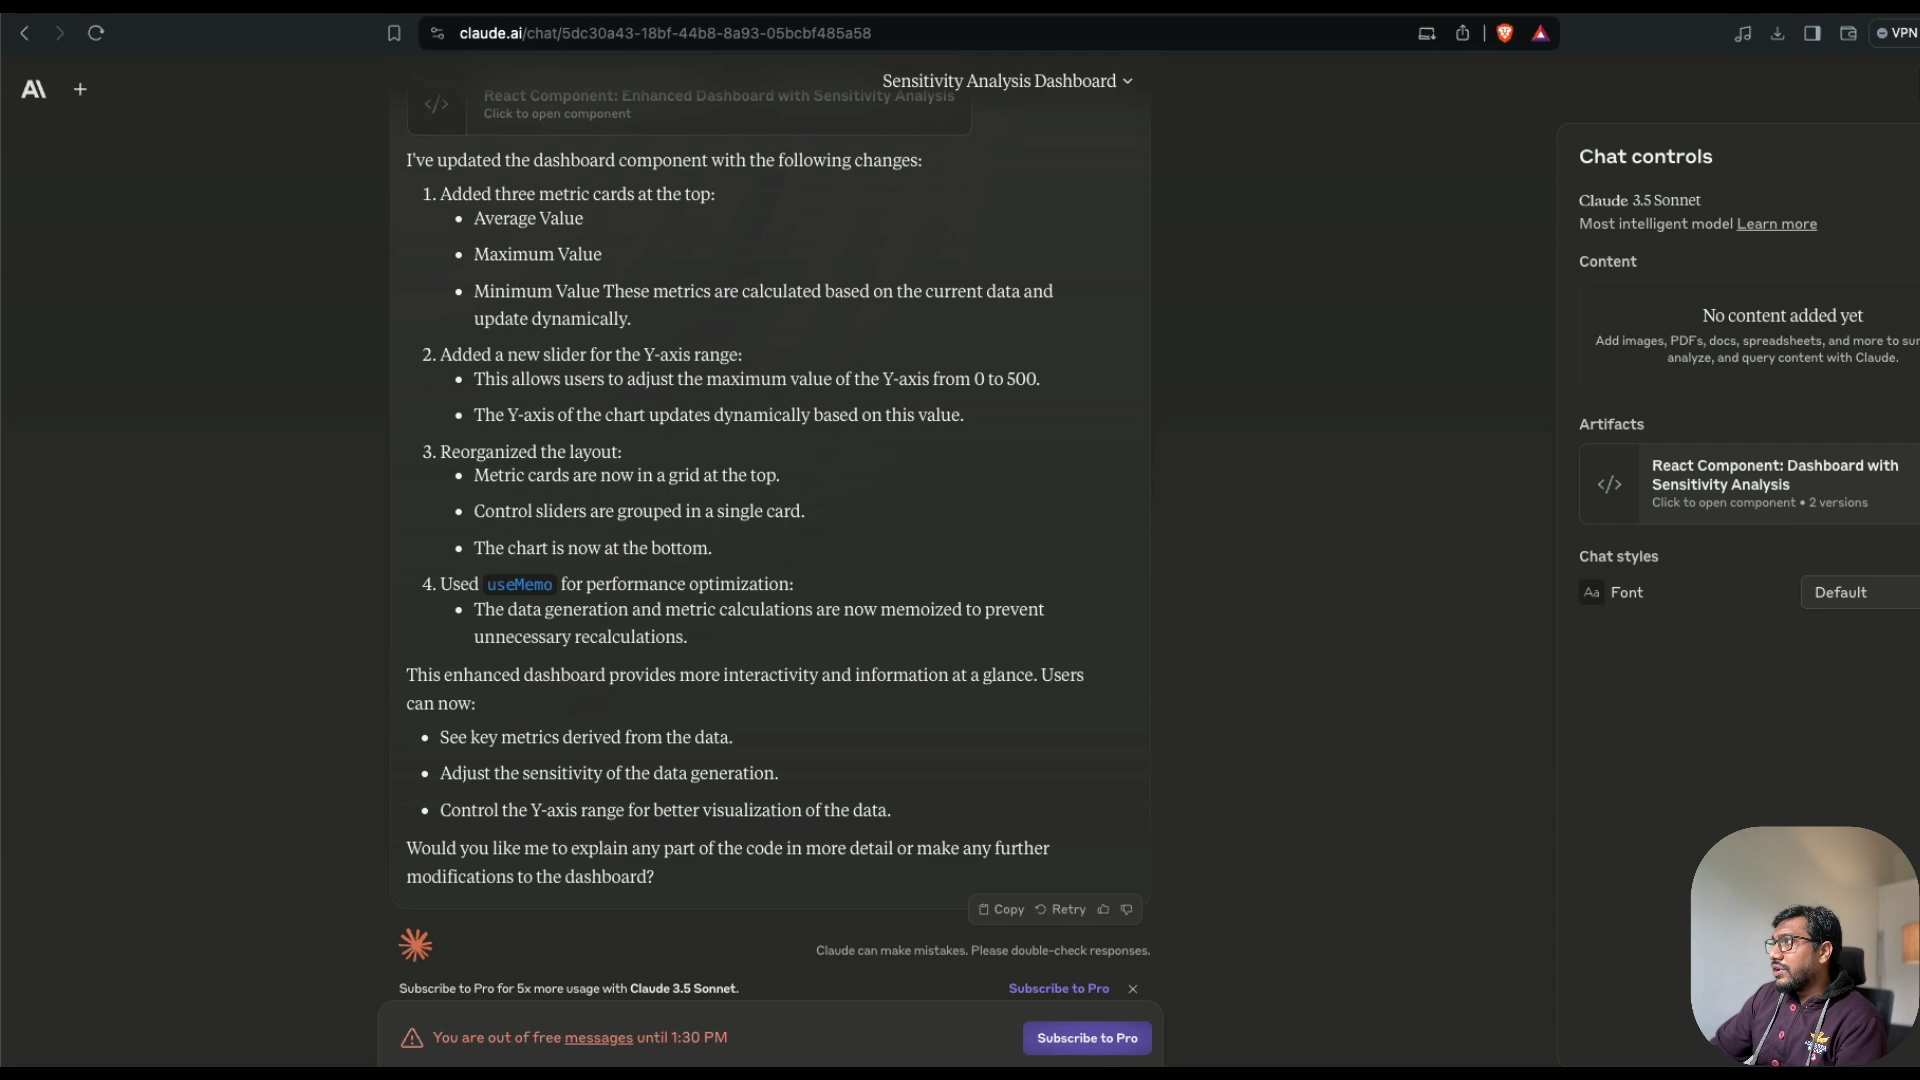 claude.ai/chat/5dc30a43-18bf-44b8-8a93-05bcbf485a58
VPN
Sensitivity Analysis Dashboard
React Component: Enhanced Dashboard with Sensitivity Analysis
Click to open component
I've updated the dashboard component with the following changes:
1. Added three metric cards at the top:
• Average Value
• Maximum Value
• Minimum Value These metrics are calculated based on the current data and
update dynamically.
2. Added a new slider for the Y-axis range:
• This allows users to adjust the maximum value of the Y-axis from 0 to 500.
• The Y-axis of the chart updates dynamically based on this value.
3. Reorganized the layout:
• Metric cards are now in a grid at the top.
• Control sliders are grouped in a single card.
• The chart is now at the bottom.
4. Used useMemo for performance optimization:
• The data generation and metric calculations are now memoized to prevent
unnecessary recalculations.
This enhanced dashboard provides more interactivity and information at a glance. Users
can now:
• See key metrics derived from the data.
• Adjust the sensitivity of the data generation.
• Control the Y-axis range for better visualization of the data.
Would you like me to explain any part of the code in more detail or make any further
modifications to the dashboard?
Copy Retry
Claude can make mistakes. Please double-check responses.
Subscribe to Pro for 5x more usage with Claude 3.5 Sonnet.
Subscribe to Pro
You are out of free messages until 1:30 PM
Subscribe to Pro
Chat controls
Claude 3.5 Sonnet
Most intelligent model Learn more
Content
No content added yet
Add images, PDFs, docs, spreadsheets, and more to
analyze, and query content with Claude.
Artifacts
</> React Component: Dashboard with
Sensitivity Analysis
Click to open component • 2 versions
Chat styles
Aa Font Default